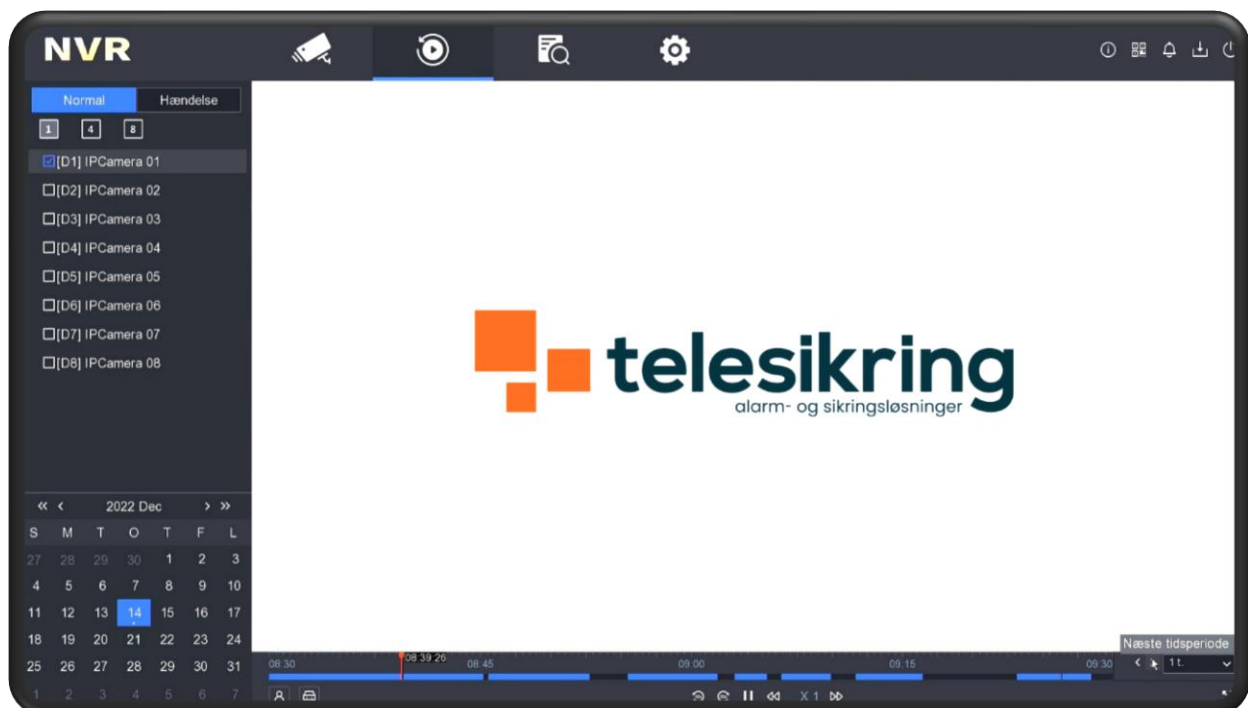 NVR
Normal Hændelse
1 4 8
[D1] IPCamera 01
[D2] IPCamera 02
[D3] IPCamera 03
[D4] IPCamera 04
[D5] IPCamera 05
[D6] IPCamera 06
[D7] IPCamera 07
[D8] IPCamera 08
telesikring
alarm- og sikringsløsninger
2022 Dec
S M T O T F L
27 28 29 30 1 2 3
4 5 6 7 8 9 10
11 12 13 14 15 16 17
18 19 20 21 22 23 24
25 26 27 28 29 30 31
1 2 3 4 5 6 7
Næste tidsperiode
08:39:26
08:30 08:45 09:00 09:15 09:30 1 t.
X 1